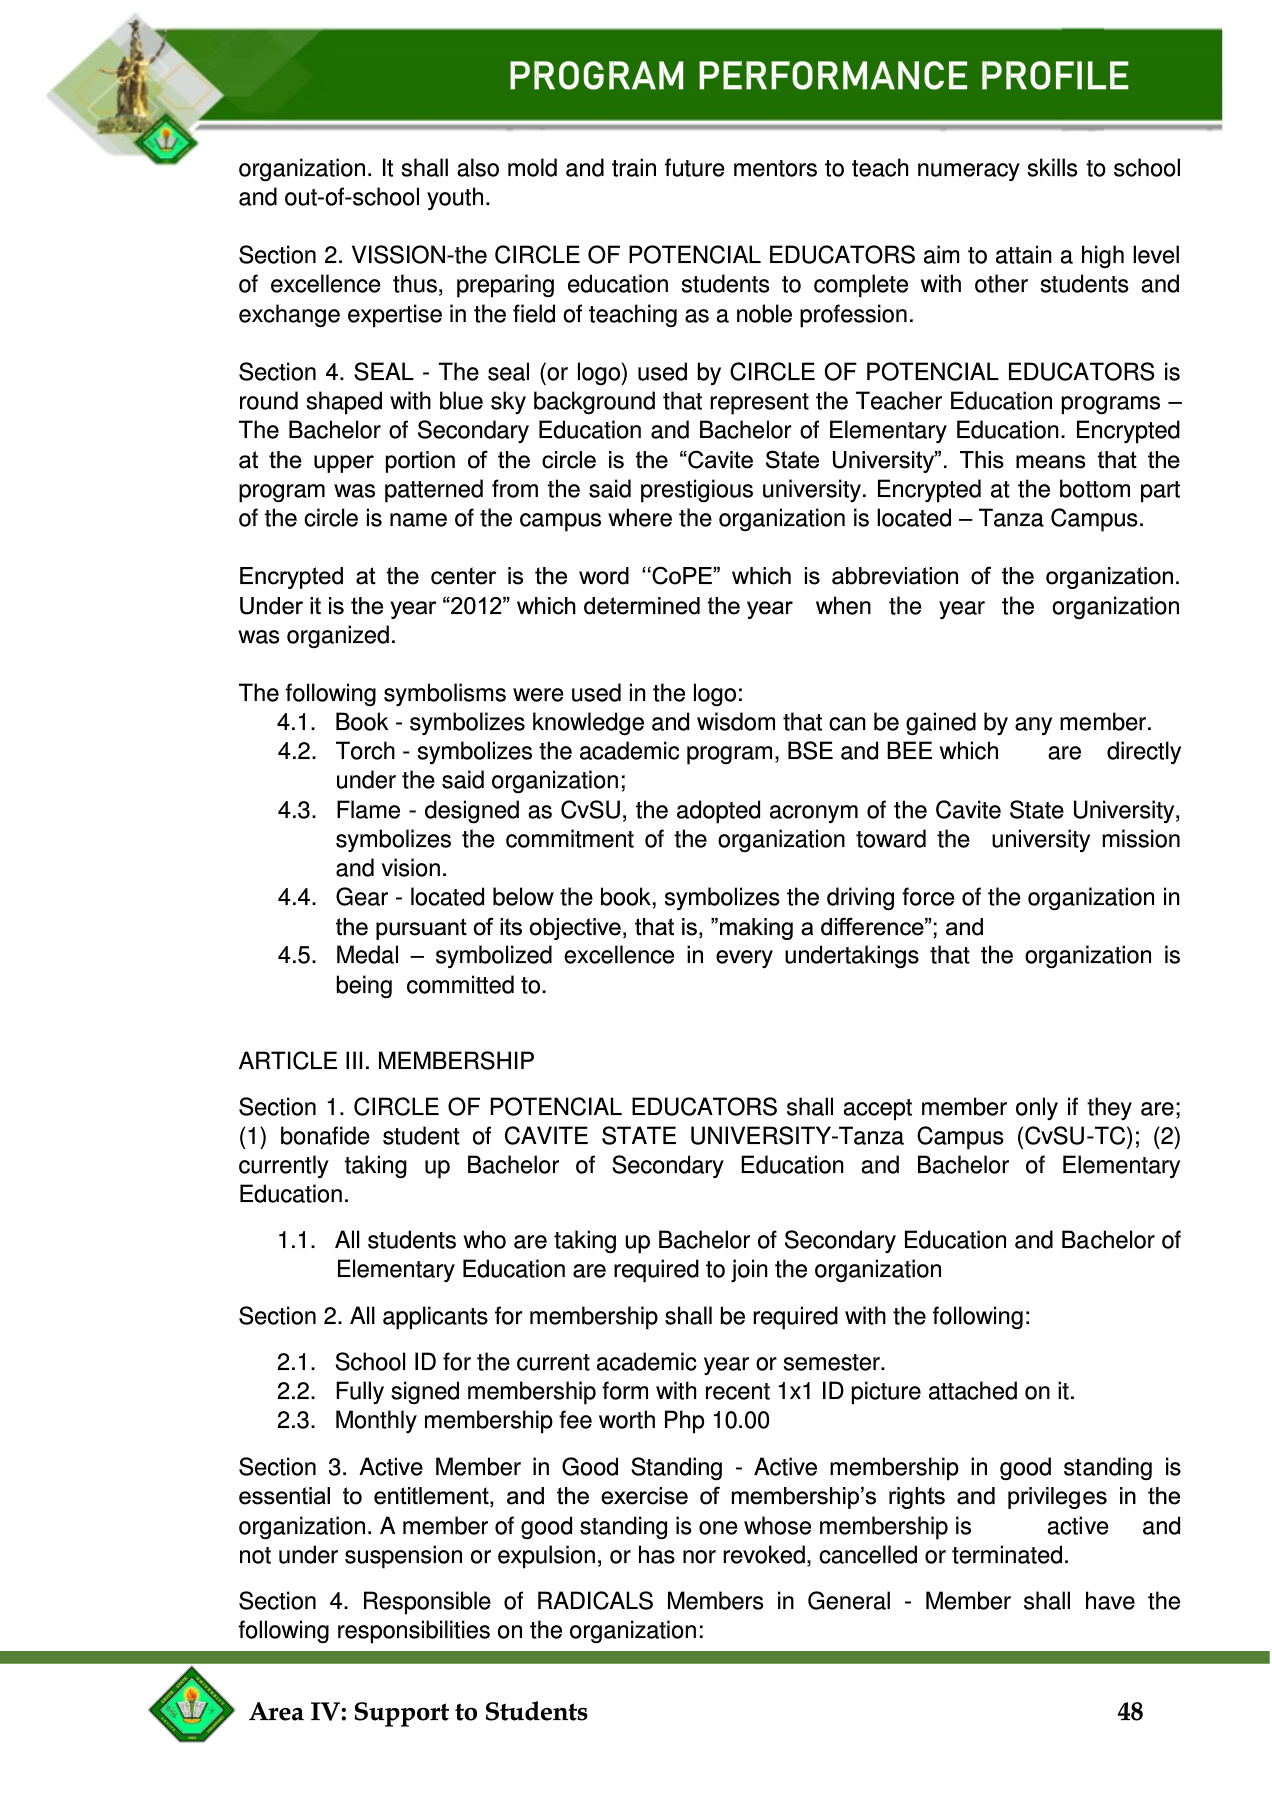 PROGRAM PERFORMANCE PROFILE
organization. It shall also mold and train future mentors to teach numeracy skills to school
and out-of-school youth.
Section 2. VISSION-the CIRCLE OF POTENCIAL EDUCATORS aim to attain a high level
of excellence thus, preparing education students to complete with other students and
exchange expertise in the field of teaching as a noble profession.
Section 4. SEAL - The seal (or logo) used by CIRCLE OF POTENCIAL EDUCATORS is
round shaped with blue sky background that represent the Teacher Education programs –
The Bachelor of Secondary Education and Bachelor of Elementary Education. Encrypted
at the upper portion of the circle is the “Cavite State University”. This means that the
program was patterned from the said prestigious university. Encrypted at the bottom part
of the circle is name of the campus where the organization is located – Tanza Campus.
Encrypted at the center is the word ‘‘CoPE” which is abbreviation of the organization.
Under it is the year “2012” which determined the year when the year the organization
was organized.
The following symbolisms were used in the logo:
4.1. Book - symbolizes knowledge and wisdom that can be gained by any member.
4.2. Torch - symbolizes the academic program, BSE and BEE which are directly
under the said organization;
4.3. Flame - designed as CvSU, the adopted acronym of the Cavite State University,
symbolizes the commitment of the organization toward the university mission
and vision.
4.4. Gear - located below the book, symbolizes the driving force of the organization in
the pursuant of its objective, that is, ”making a difference”; and
4.5. Medal – symbolized excellence in every undertakings that the organization is
being committed to.
ARTICLE III. MEMBERSHIP
Section 1. CIRCLE OF POTENCIAL EDUCATORS shall accept member only if they are;
(1) bonafide student of CAVITE STATE UNIVERSITY-Tanza Campus (CvSU-TC); (2)
currently taking up Bachelor of Secondary Education and Bachelor of Elementary
Education.
1.1. All students who are taking up Bachelor of Secondary Education and Bachelor of
Elementary Education are required to join the organization
Section 2. All applicants for membership shall be required with the following:
2.1. School ID for the current academic year or semester.
2.2. Fully signed membership form with recent 1x1 ID picture attached on it.
2.3. Monthly membership fee worth Php 10.00
Section 3. Active Member in Good Standing - Active membership in good standing is
essential to entitlement, and the exercise of membership’s rights and privileges in the
organization. A member of good standing is one whose membership is active and
not under suspension or expulsion, or has nor revoked, cancelled or terminated.
Section 4. Responsible of RADICALS Members in General - Member shall have the
following responsibilities on the organization:
Area IV: Support to Students 48